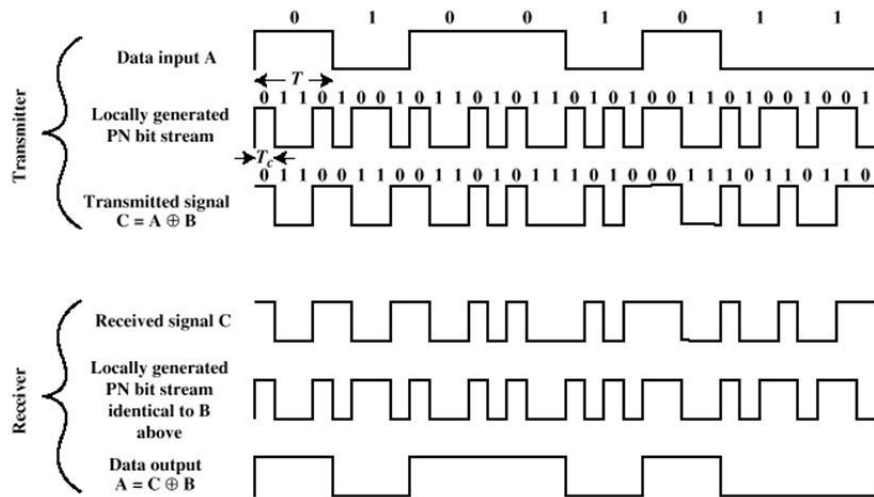 0 1 0 0 1 0 1 1
Data input A
T
0 1 1 0 1 0 0 1 0 1 1 0 1 0 1 1 0 1 0 1 0 0 1 1 0 1 0 0 1 0 0 1
Locally generated
PN bit stream
Transmitter
Tc
0 1 1 0 0 1 1 0 0 1 1 0 1 0 1 1 1 0 1 0 0 0 1 1 1 0 1 1 0 1 1 0
Transmitted signal
C = A ⊕ B
Received signal C
Locally generated
PN bit stream
identical to B
above
Receiver
Data output
A = C ⊕ B